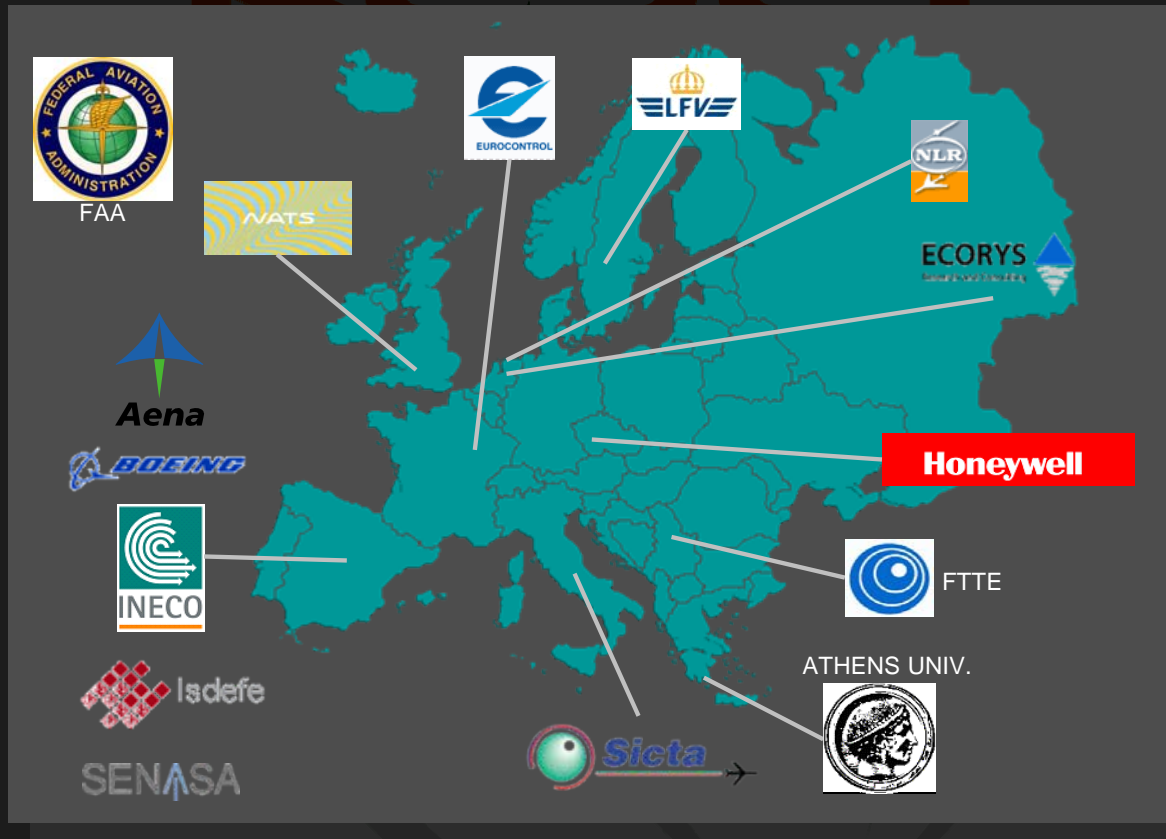 FEDERAL AVIATION
ADMINISTRATION
FAA
EUROCONTROL
LFV
NLR
NATS
ECORYS
Aena
BOEING
Honeywell
INECO
FTTE
ATHENS UNIV.
Isdefe
Sicta
SENASA